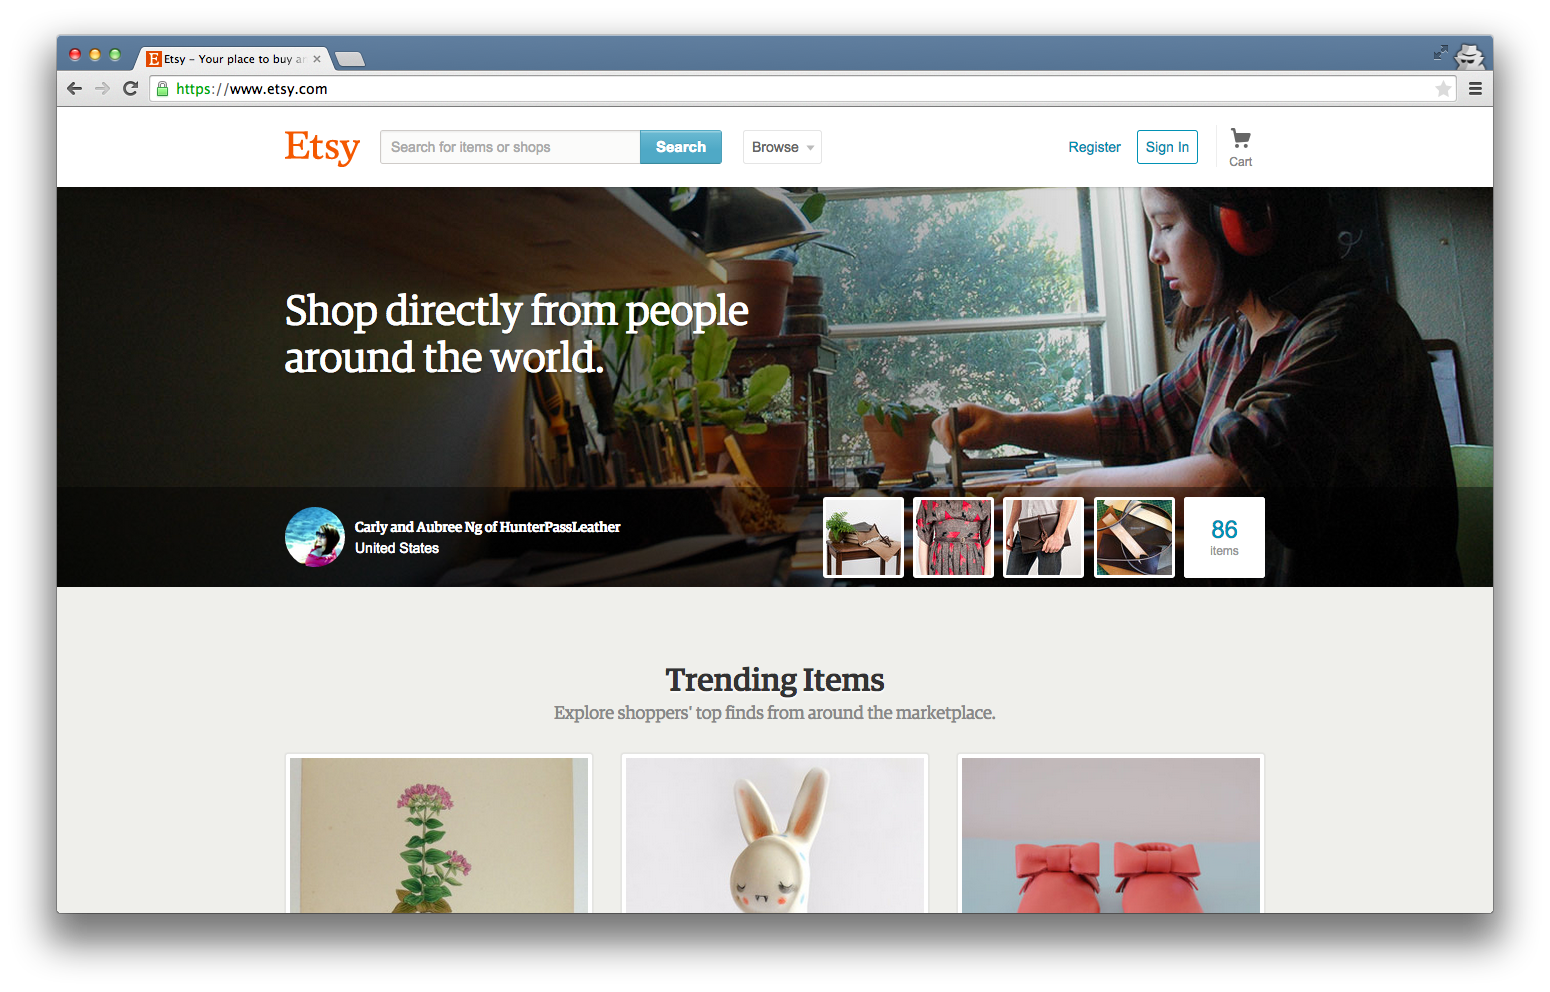 Etsy – Your place to buy a
https://www.etsy.com
Etsy
Search for items or shops
Search
Browse
Register
Sign In
Cart
Shop directly from people
around the world.
Carly and Aubree Ng of HunterPassLeather
United States
86
items
Trending Items
Explore shoppers' top finds from around the marketplace.